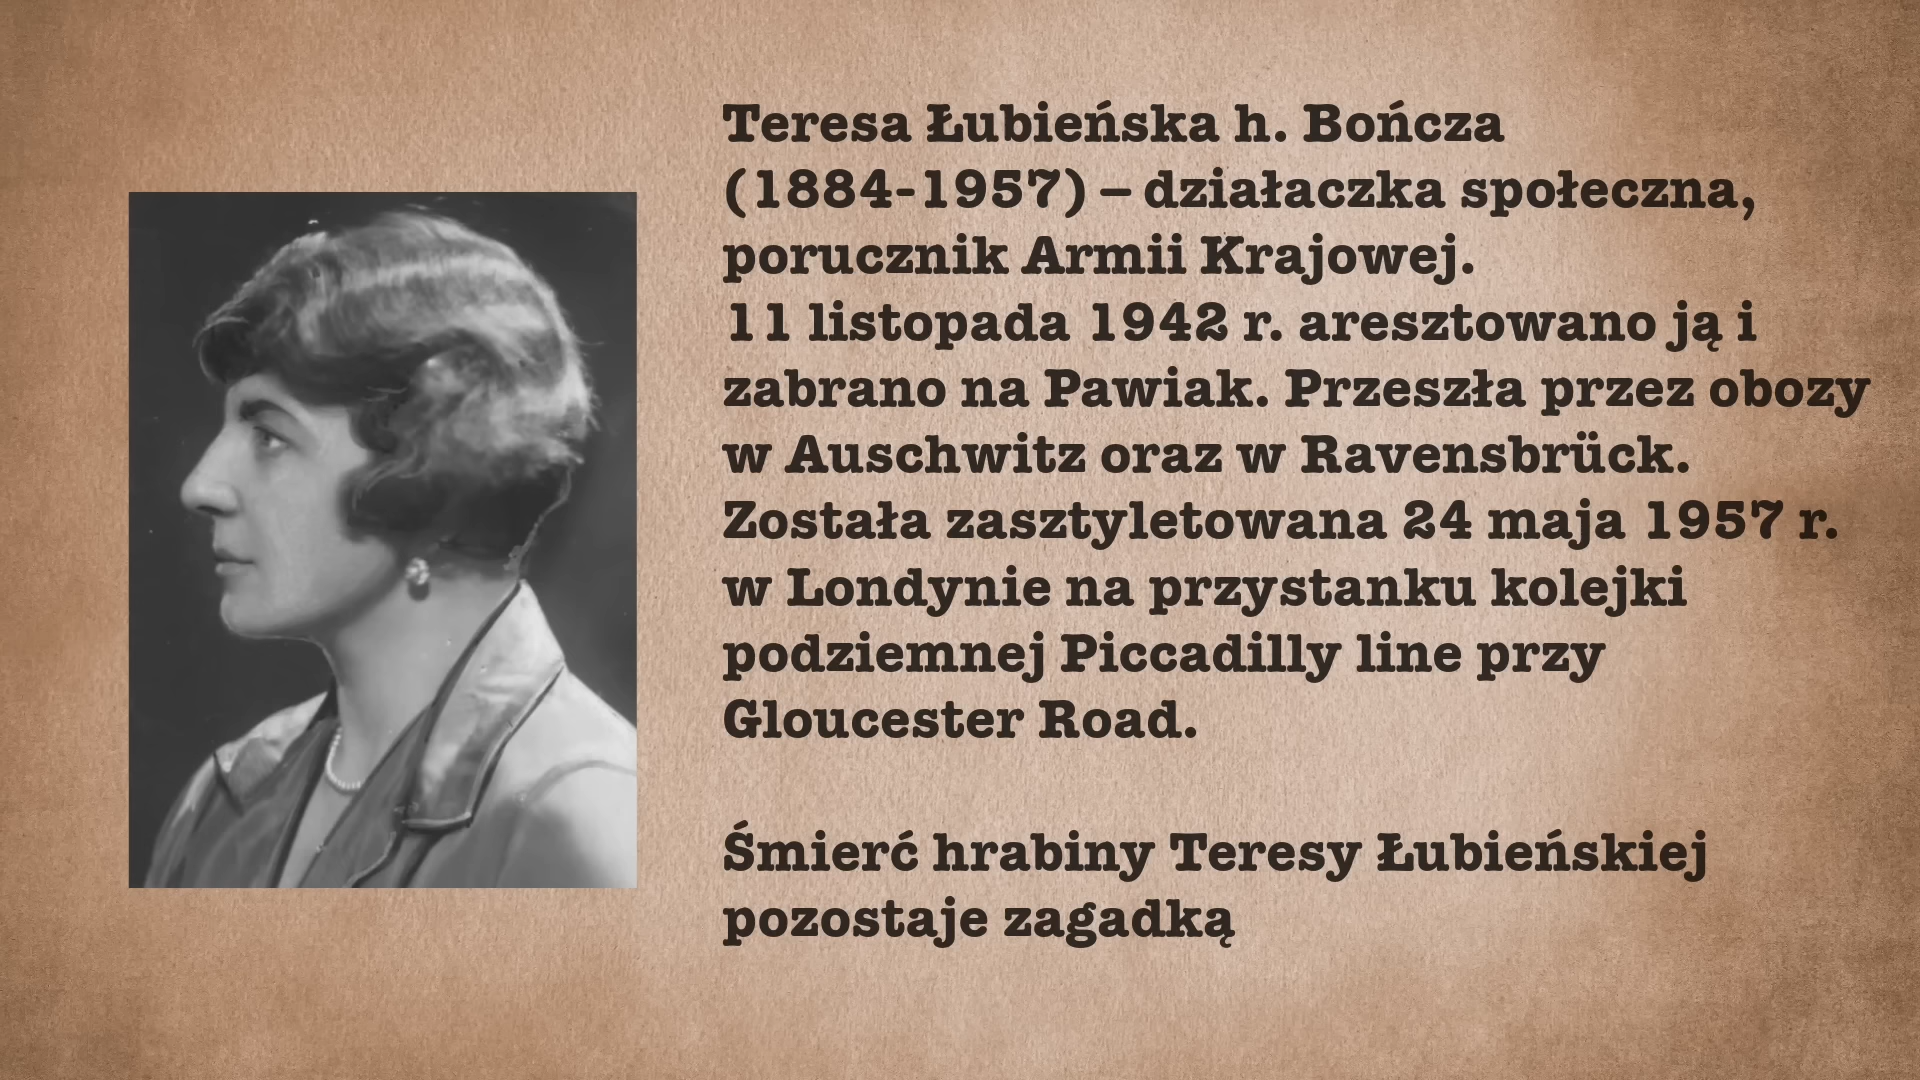 Teresa Łubieńska h. Bończa
(1884-1957) – działaczka społeczna,
porucznik Armii Krajowej.
11 listopada 1942 r. aresztowano ją i
zabrano na Pawiak. Przeszła przez obozy
w Auschwitz oraz w Ravensbrück.
Została zasztyletowana 24 maja 1957 r.
w Londynie na przystanku kolejki
podziemnej Piccadilly line przy
Gloucester Road.
Śmierć hrabiny Teresy Łubieńskiej
pozostaje zagadką